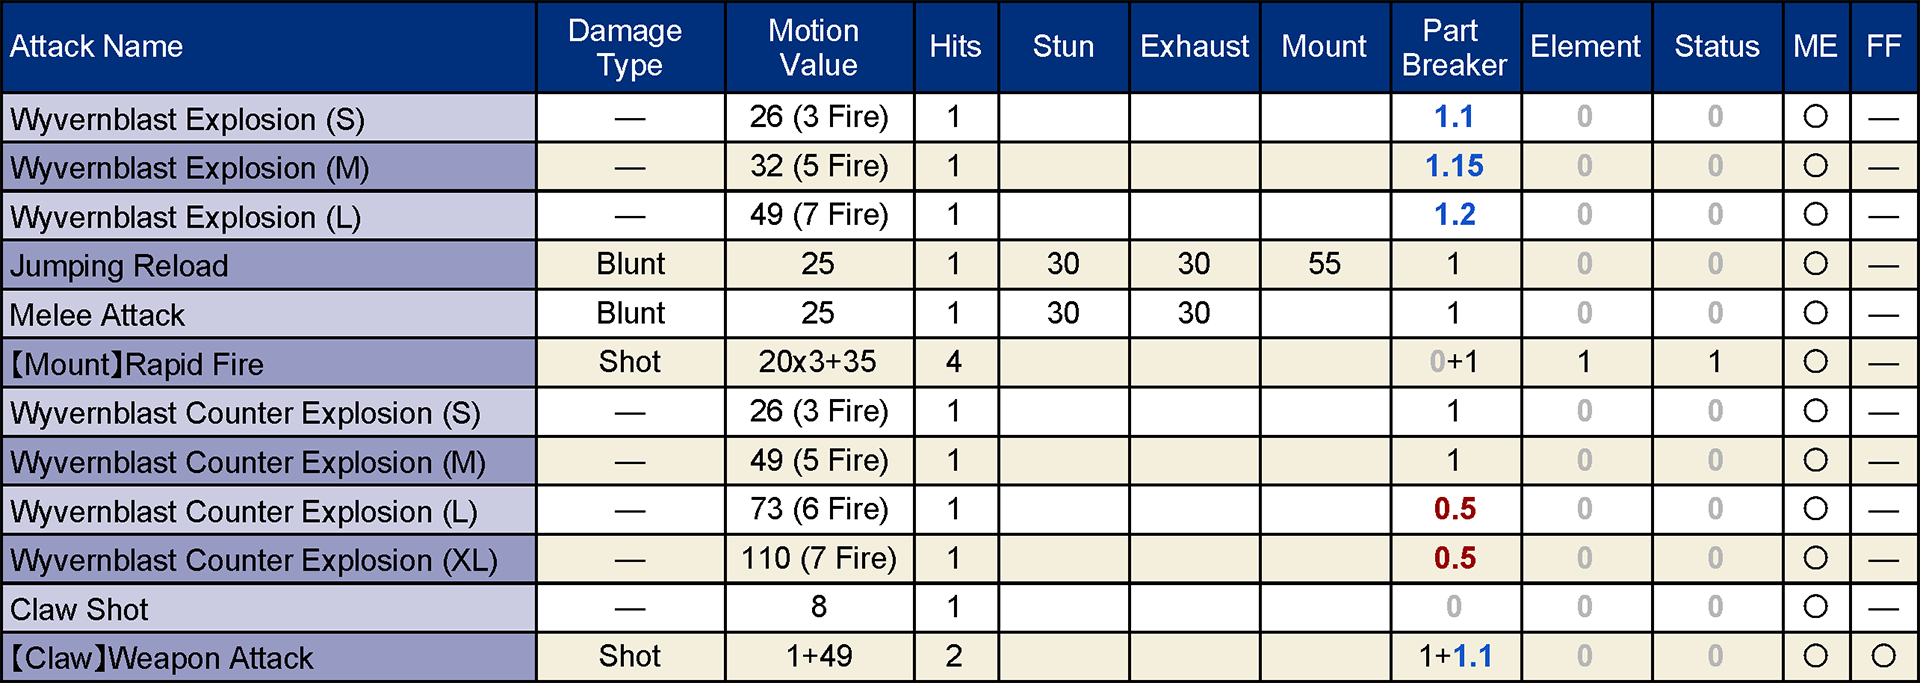 Attack Name Damage Type Motion Value Hits Stun Exhaust Mount Part Breaker Element Status ME FF
Wyvernblast Explosion (S) — 26 (3 Fire) 1 1.1 0 0 ○ —
Wyvernblast Explosion (M) — 32 (5 Fire) 1 1.15 0 0 ○ —
Wyvernblast Explosion (L) — 49 (7 Fire) 1 1.2 0 0 ○ —
Jumping Reload Blunt 25 1 30 30 55 1 0 0 ○ —
Melee Attack Blunt 25 1 30 30 1 0 0 ○ —
【Mount】Rapid Fire Shot 20x3+35 4 0+1 1 1 ○ —
Wyvernblast Counter Explosion (S) — 26 (3 Fire) 1 1 0 0 ○ —
Wyvernblast Counter Explosion (M) — 49 (5 Fire) 1 1 0 0 ○ —
Wyvernblast Counter Explosion (L) — 73 (6 Fire) 1 0.5 0 0 ○ —
Wyvernblast Counter Explosion (XL) — 110 (7 Fire) 1 0.5 0 0 ○ —
Claw Shot — 8 1 0 0 0 ○ —
【Claw】Weapon Attack Shot 1+49 2 1+1.1 0 0 ○ ○